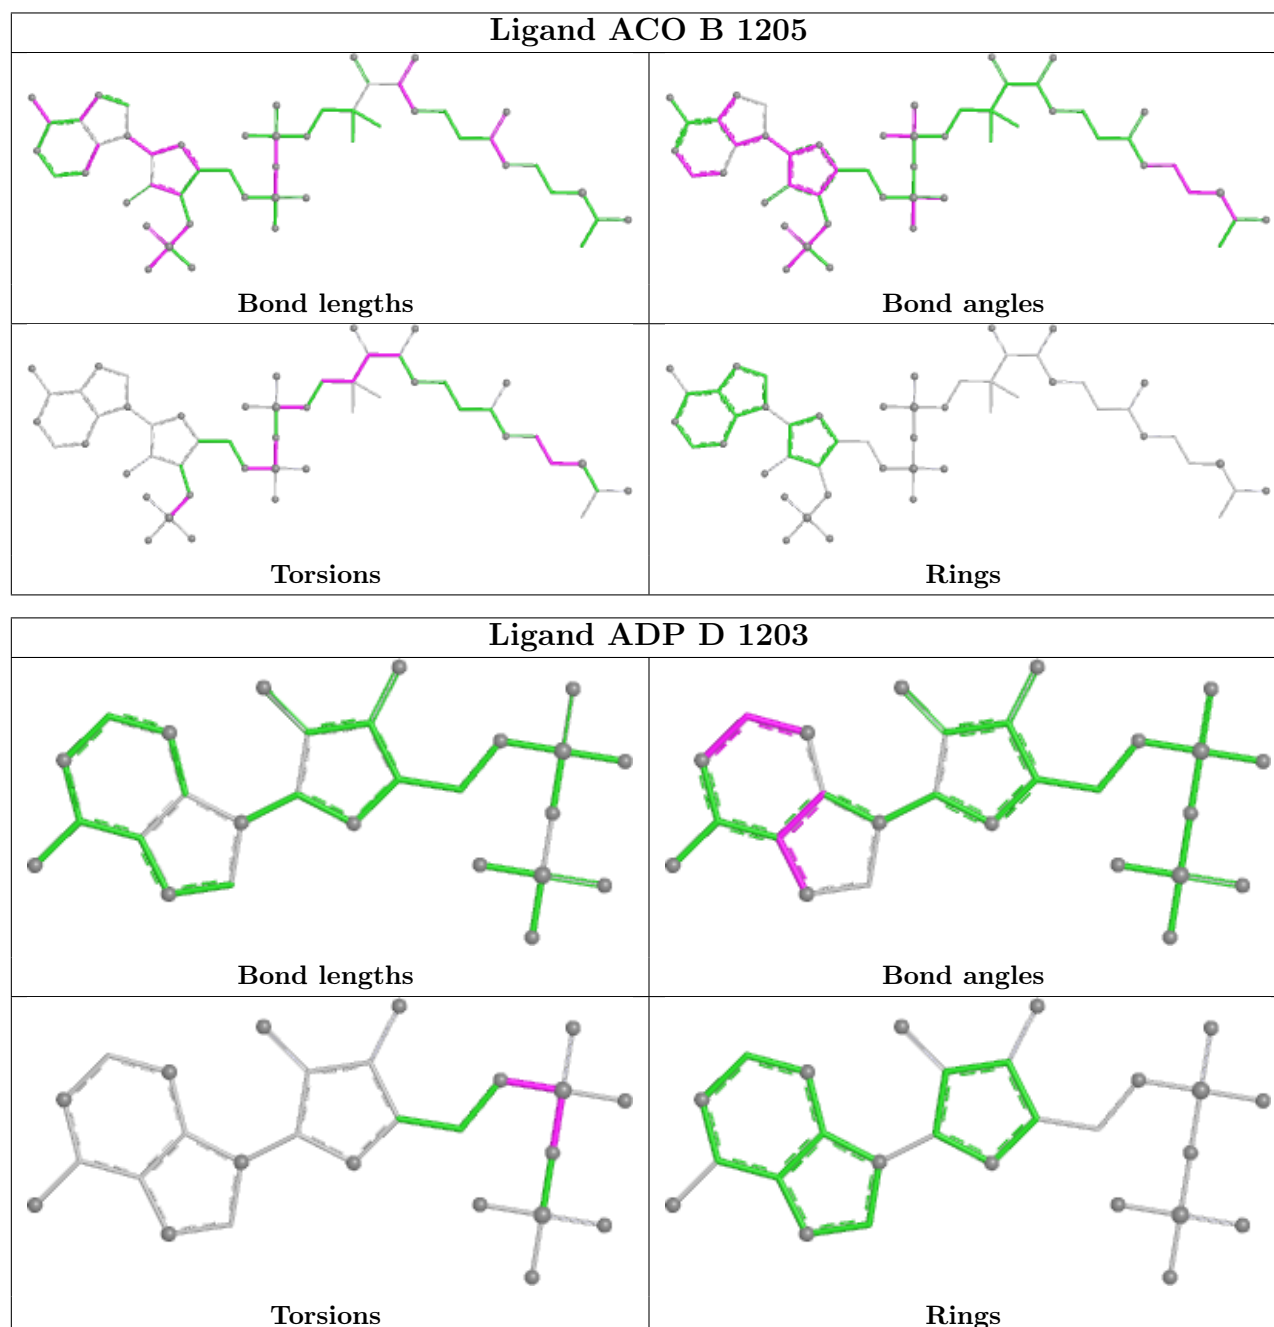 Ligand ACO B 1205
Bond lengths
Bond angles
Torsions
Rings
Ligand ADP D 1203
Bond lengths
Bond angles
Torsions
Rings